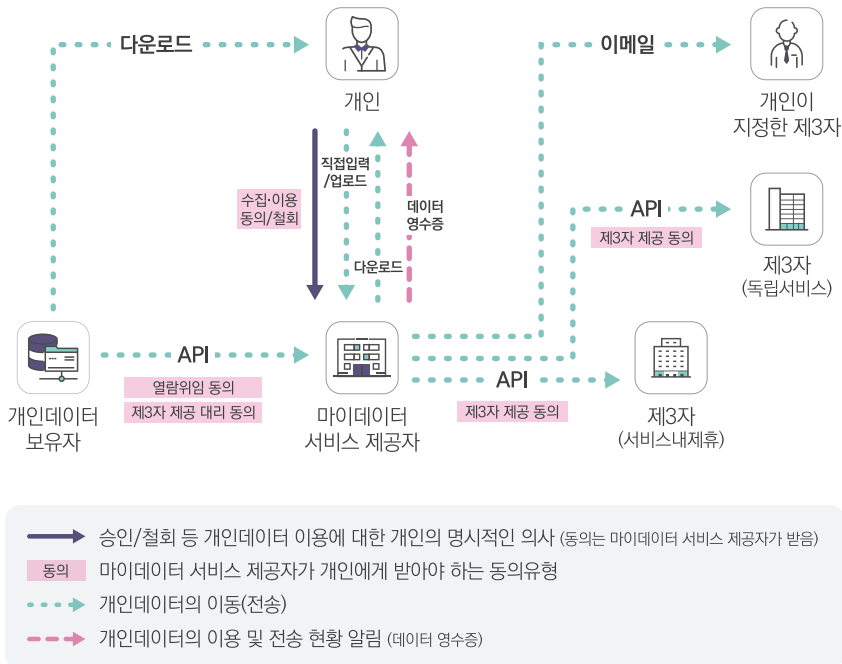 다운로드
이메일
개인
개인이
지정한 제3자
직접입력
/업로드
수집·이용
동의/철회
데이터
영수증
다운로드
API
제3자 제공 동의
제3자
(독립서비스)
API
열람위임 동의
제3자 제공 대리 동의
API
제3자 제공 동의
개인데이터
보유자
마이데이터
서비스 제공자
제3자
(서비스내제휴)
승인/철회 등 개인데이터 이용에 대한 개인의 명시적인 의사 (동의는 마이데이터 서비스 제공자가 받음)
동의 마이데이터 서비스 제공자가 개인에게 받아야 하는 동의유형
개인데이터의 이동(전송)
개인데이터의 이용 및 전송 현황 알림 (데이터 영수증)